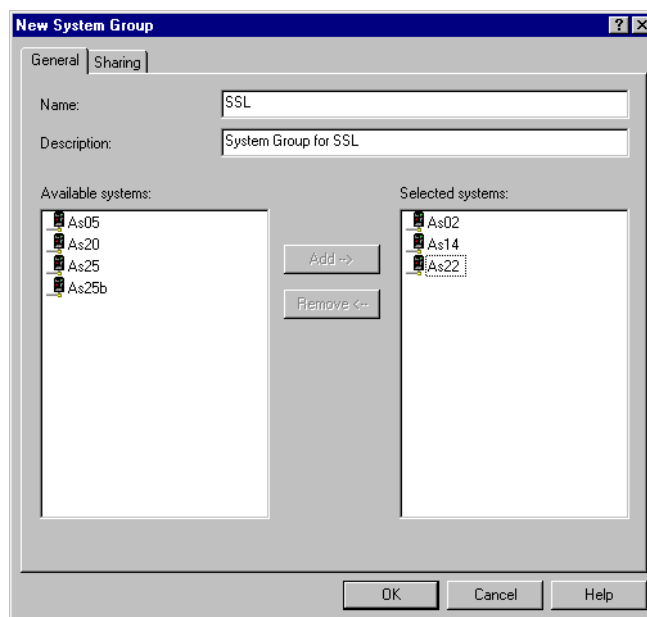 New System Group
General
Sharing
Name:
SSL
Description:
System Group for SSL
Available systems:
As05
As20
As25
As25b
Add -->
Remove <--
Selected systems:
As02
As14
As22
OK
Cancel
Help